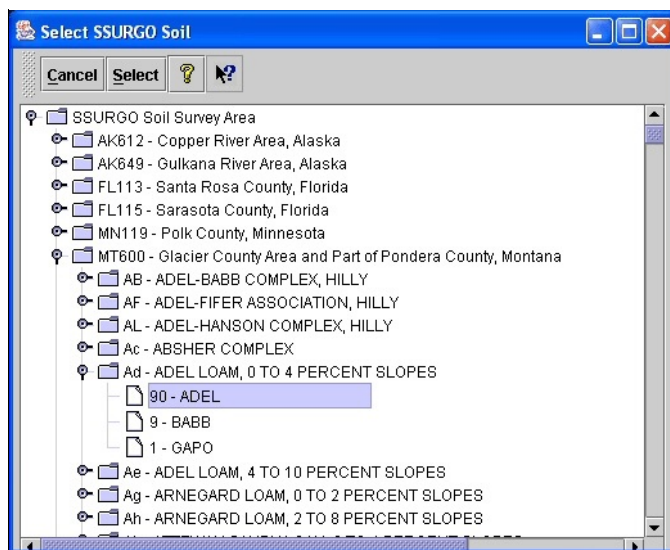 Select SSURGO Soil
Cancel Select
SSURGO Soil Survey Area
AK612 - Copper River Area, Alaska
AK649 - Gulkana River Area, Alaska
FL113 - Santa Rosa County, Florida
FL115 - Sarasota County, Florida
MN119 - Polk County, Minnesota
MT600 - Glacier County Area and Part of Pondera County, Montana
AB - ADEL-BABB COMPLEX, HILLY
AF - ADEL-FIFER ASSOCIATION, HILLY
AL - ADEL-HANSON COMPLEX, HILLY
Ac - ABSHER COMPLEX
Ad - ADEL LOAM, 0 TO 4 PERCENT SLOPES
90 - ADEL
9 - BABB
1 - GAPO
Ae - ADEL LOAM, 4 TO 10 PERCENT SLOPES
Ag - ARNEGARD LOAM, 0 TO 2 PERCENT SLOPES
Ah - ARNEGARD LOAM, 2 TO 8 PERCENT SLOPES